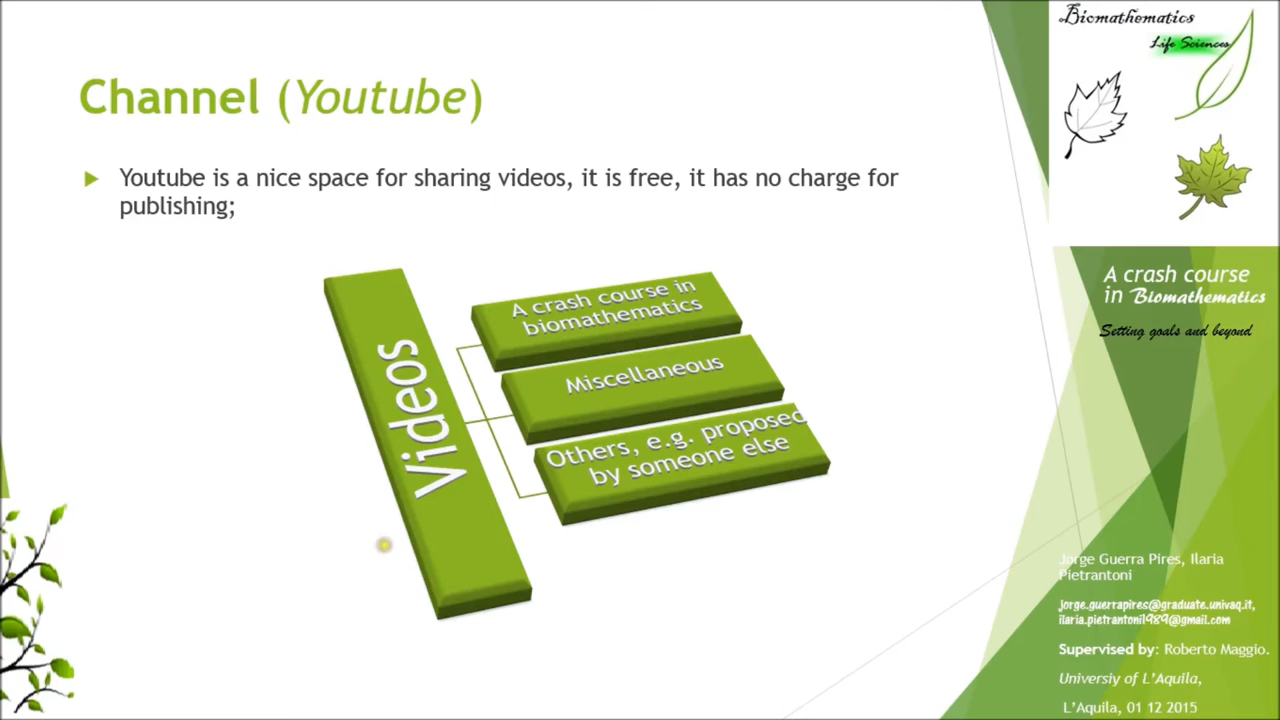 Channel (Youtube)
Youtube is a nice space for sharing videos, it is free, it has no charge for
publishing;
Videos
A crash course in
biomathematics
Miscellaneous
Others, e.g. proposed
by someone else
Biomathematics
Life Sciences
A crash course
in Biomathematics
Setting goals and beyond
Jorge Guerra Pires, Ilaria
Pietrantoni
jorge.guerrapires@graduate.univaq.it,
ilaria.pietrantoni1989@gmail.com
Supervised by: Roberto Maggio.
Universiy of L'Aquila,
L'Aquila, 01 12 2015